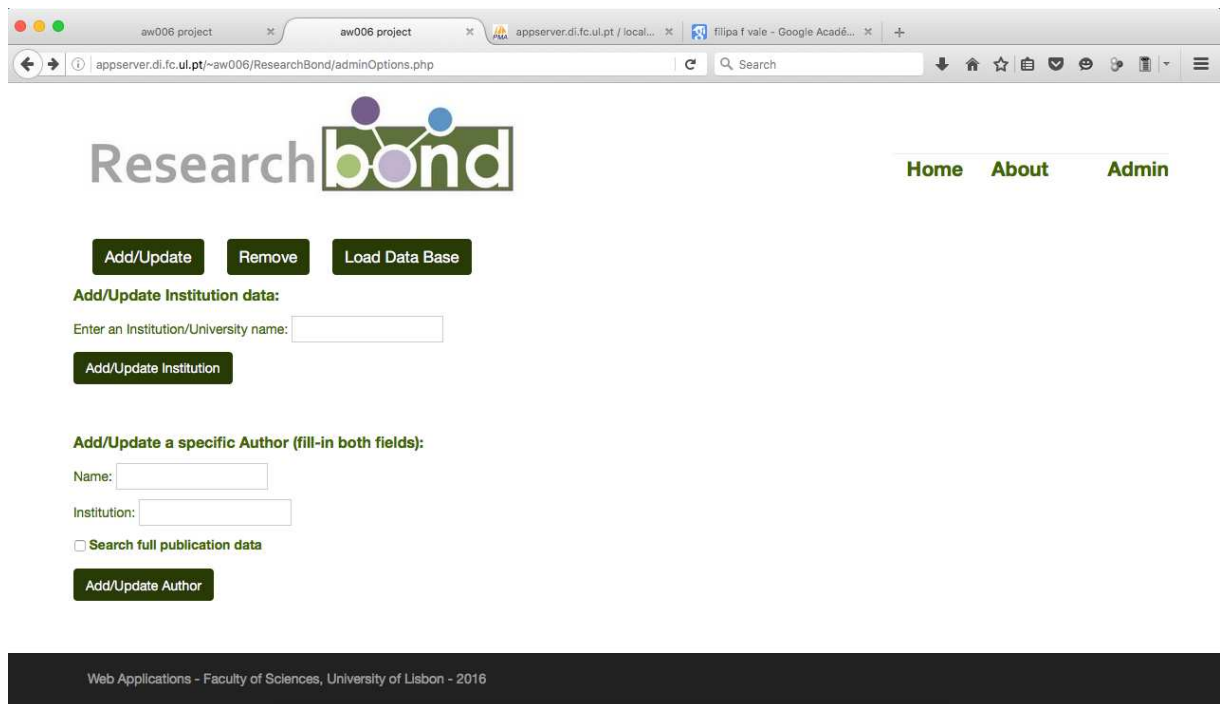 aw006 project
aw006 project
PMA appserver.di.fc.ul.pt / local...
filipa f vale - Google Acadé...
appserver.di.fc.ul.pt/~aw006/ResearchBond/adminOptions.php
Search
Research bond
Home About Admin
Add/Update Remove Load Data Base
Add/Update Institution data:
Enter an Institution/University name:
Add/Update Institution
Add/Update a specific Author (fill-in both fields):
Name:
Institution:
Search full publication data
Add/Update Author
Web Applications - Faculty of Sciences, University of Lisbon - 2016